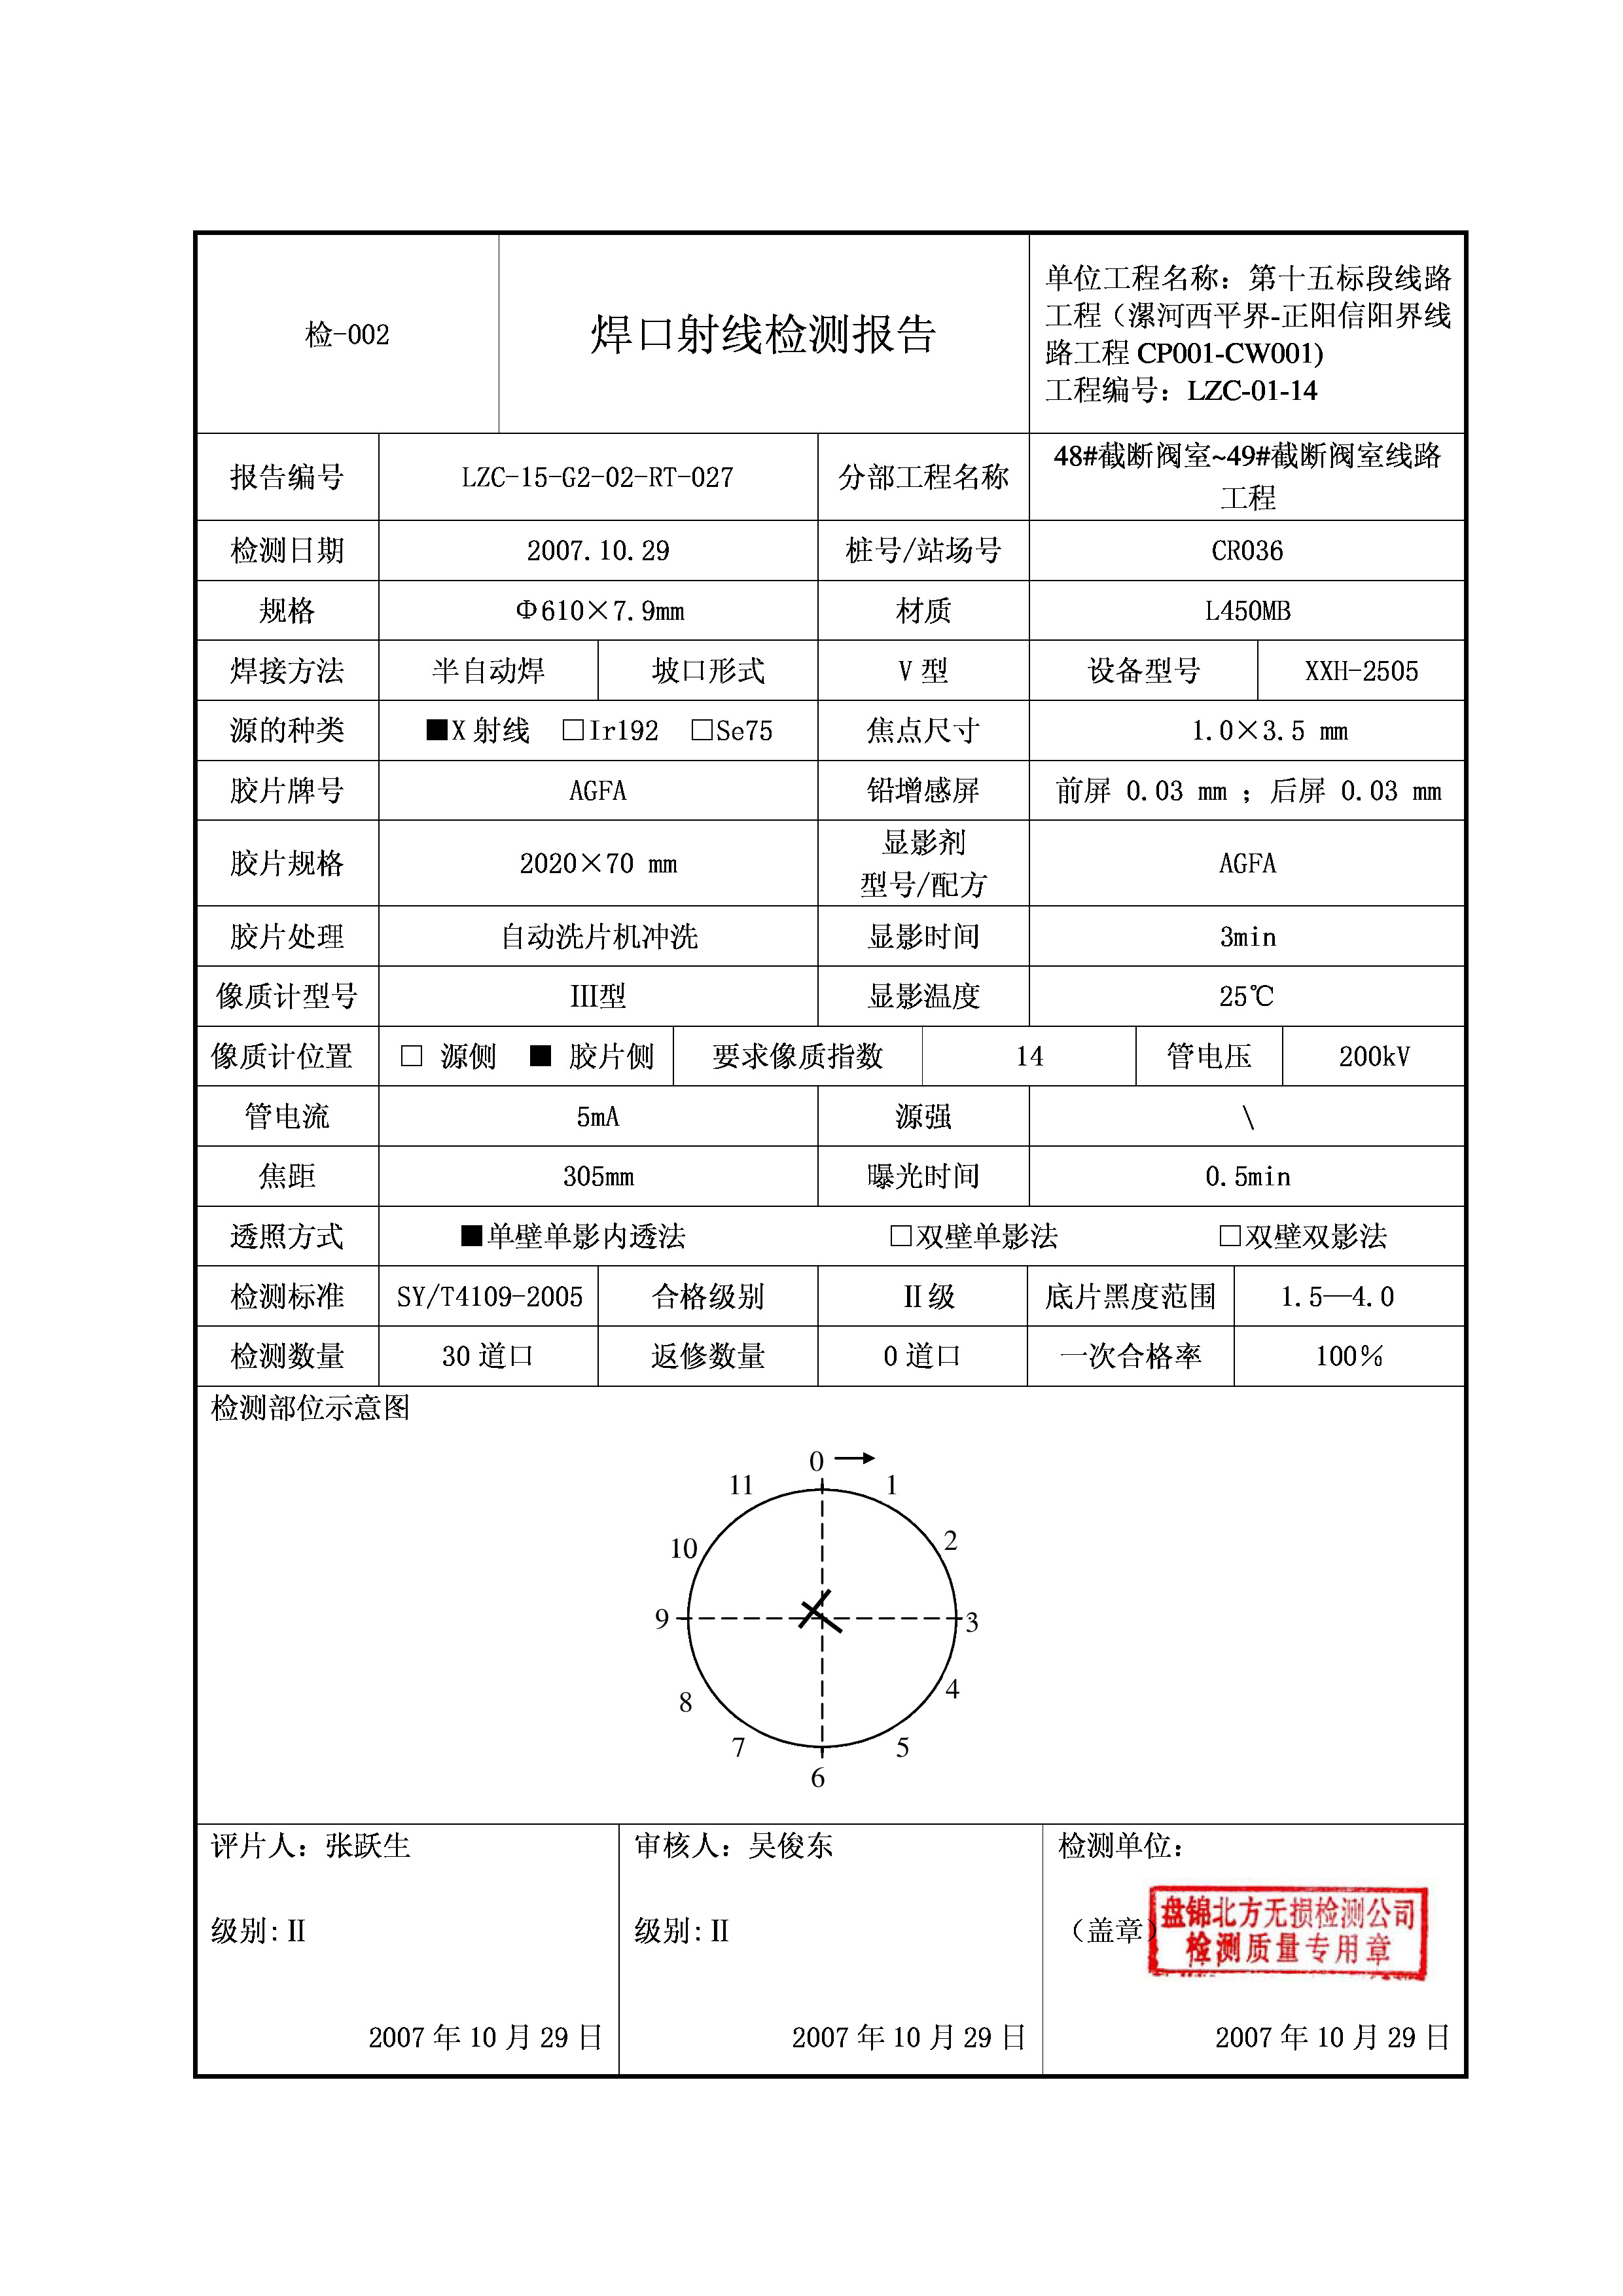 检-002
焊口射线检测报告
单位工程名称：第十五标段线路
工程（漯河西平界-正阳信阳界线
路工程 CP001-CW001)
工程编号：LZC-01-14
报告编号 LZC-15-G2-02-RT-027 分部工程名称 48#截断阀室~49#截断阀室线路
工程
检测日期 2007.10.29 桩号/站场号 CR036
规格 Φ610×7.9mm 材质 L450MB
焊接方法 半自动焊 坡口形式 V 型 设备型号 XXH-2505
源的种类 ■X 射线 □Ir192 □Se75 焦点尺寸 1.0×3.5 mm
胶片牌号 AGFA 铅增感屏 前屏 0.03 mm ；后屏 0.03 mm
胶片规格 2020×70 mm 显影剂
型号/配方 AGFA
胶片处理 自动洗片机冲洗 显影时间 3min
像质计型号 III型 显影温度 25℃
像质计位置 □ 源侧 ■ 胶片侧 要求像质指数 14 管电压 200kV
管电流 5mA 源强 \
焦距 305mm 曝光时间 0.5min
透照方式 ■单壁单影内透法 □双壁单影法 □双壁双影法
检测标准 SY/T4109-2005 合格级别 II 级 底片黑度范围 1.5—4.0
检测数量 30 道口 返修数量 0 道口 一次合格率 100%
检测部位示意图
0
11 1
10 2
9 3
8 4
7 5
6
评片人：张跃生 审核人：吴俊东 检测单位：
级别：II 级别：II （盖章）
盘锦北方无损检测公司
检测质量专用章
2007 年 10 月 29 日 2007 年 10 月 29 日 2007 年 10 月 29 日